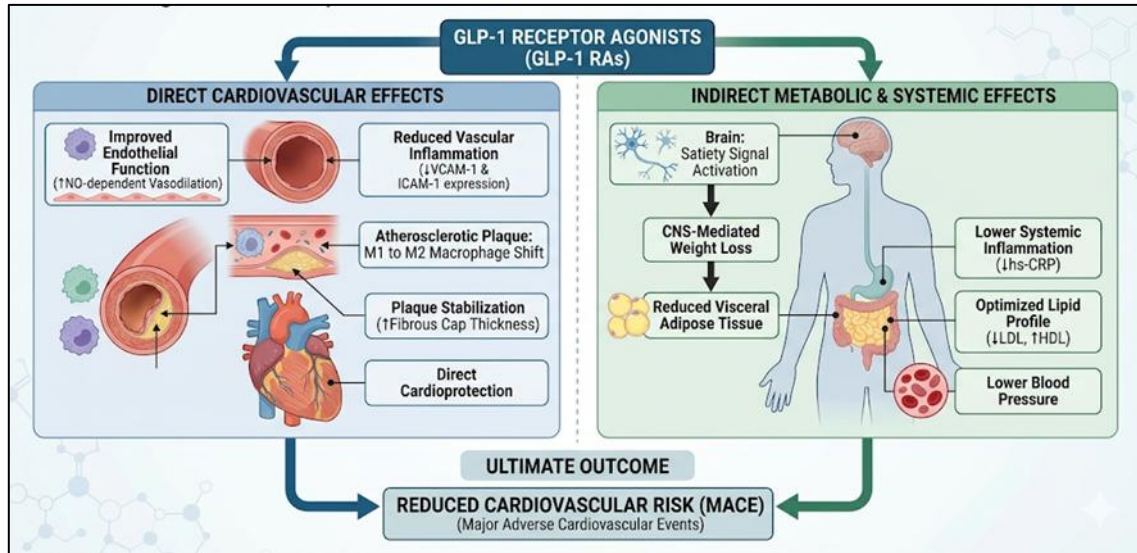 GLP-1 RECEPTOR AGONISTS
(GLP-1 RAs)
DIRECT CARDIOVASCULAR EFFECTS
Improved
Endothelial
Function
(↑NO-dependent Vasodilation)
Reduced Vascular
Inflammation
(↓VCAM-1 &
ICAM-1 expression)
Atherosclerotic Plaque:
M1 to M2 Macrophage Shift
Plaque Stabilization
(↑Fibrous Cap Thickness)
Direct
Cardioprotection
INDIRECT METABOLIC & SYSTEMIC EFFECTS
Brain:
Satiety Signal
Activation
CNS-Mediated
Weight Loss
Reduced Visceral
Adipose Tissue
Lower Systemic
Inflammation
(↓hs-CRP)
Optimized Lipid
Profile
(↓LDL, ↑HDL)
Lower Blood
Pressure
ULTIMATE OUTCOME
REDUCED CARDIOVASCULAR RISK (MACE)
(Major Adverse Cardiovascular Events)